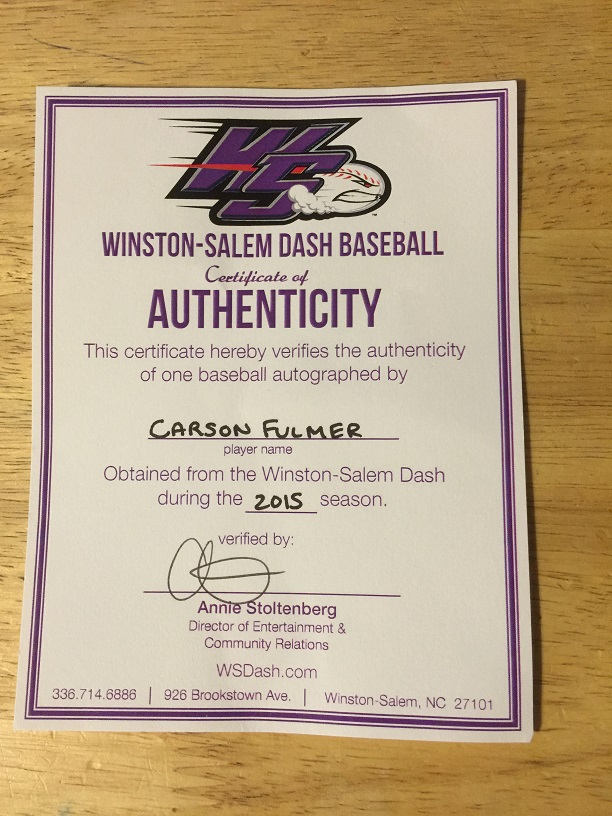 WS
WINSTON-SALEM DASH BASEBALL
Certificate of
AUTHENTICITY
This certificate hereby verifies the authenticity
of one baseball autographed by
CARSON FULMER
player name
Obtained from the Winston-Salem Dash
during the 2015 season.
verified by:
Annie Stoltenberg
Director of Entertainment &
Community Relations
WSDash.com
336.714.6886 | 926 Brookstown Ave. | Winston-Salem, NC 27101